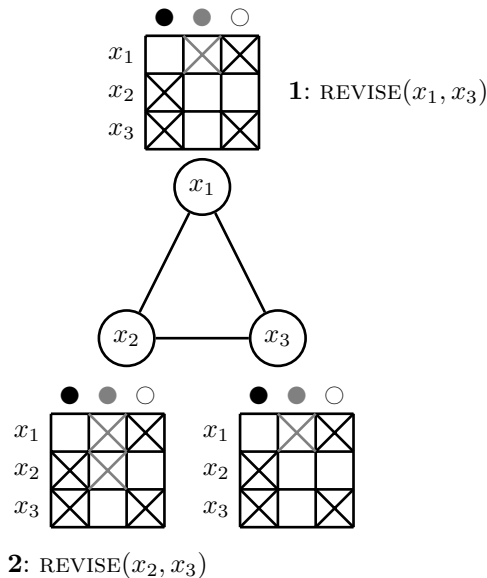 x₁
x₂
x₃
1: REVISE(x₁, x₃)
x₁
x₂
x₃
x₁
x₂
x₃
x₁
x₂
x₃
2: REVISE(x₂, x₃)